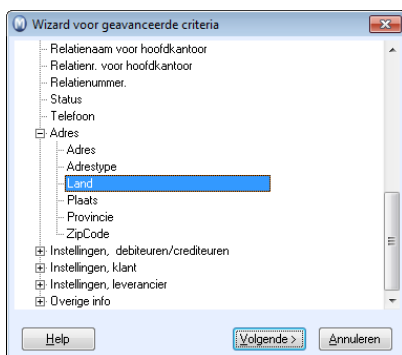 Wizard voor geavanceerde criteria
Relatienaam voor hoofdkantoor
Relatienr. voor hoofdkantoor
Relatienummer.
Status
Telefoon
Adres
Adres
Adrestype
Land
Plaats
Provincie
ZipCode
Instellingen, debiteuren/crediteuren
Instellingen, klant
Instellingen, leverancier
Overige info
Help
Volgende >
Annuleren